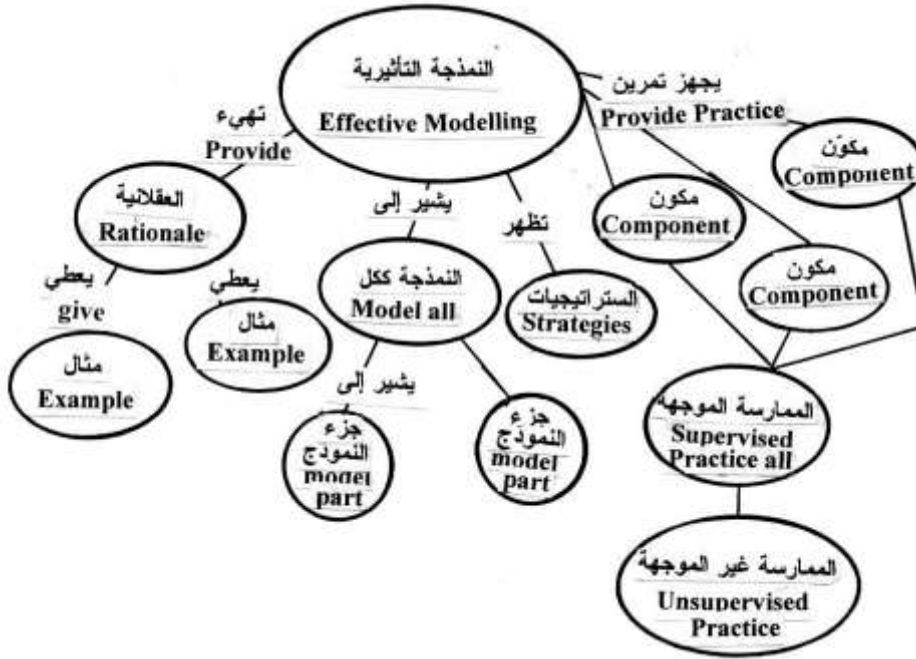 النمذجة التأثيرية
Effective Modelling
تهيء
Provide
يجهز تمرين
Provide Practice
مكوّن
Component
العقلانية
Rationale
يشير إلى
تظهر
مكون
Component
يعطي
give
يعطي
النمذجة ككل
Model all
الستراتيجيات
Strategies
مكون
Component
مثال
Example
مثال
Example
يشير إلى
جزء
النموذج
model
part
جزء
النموذج
model
part
الممارسة الموجهة
Supervised
Practice all
الممارسة غير الموجهة
Unsupervised
Practice